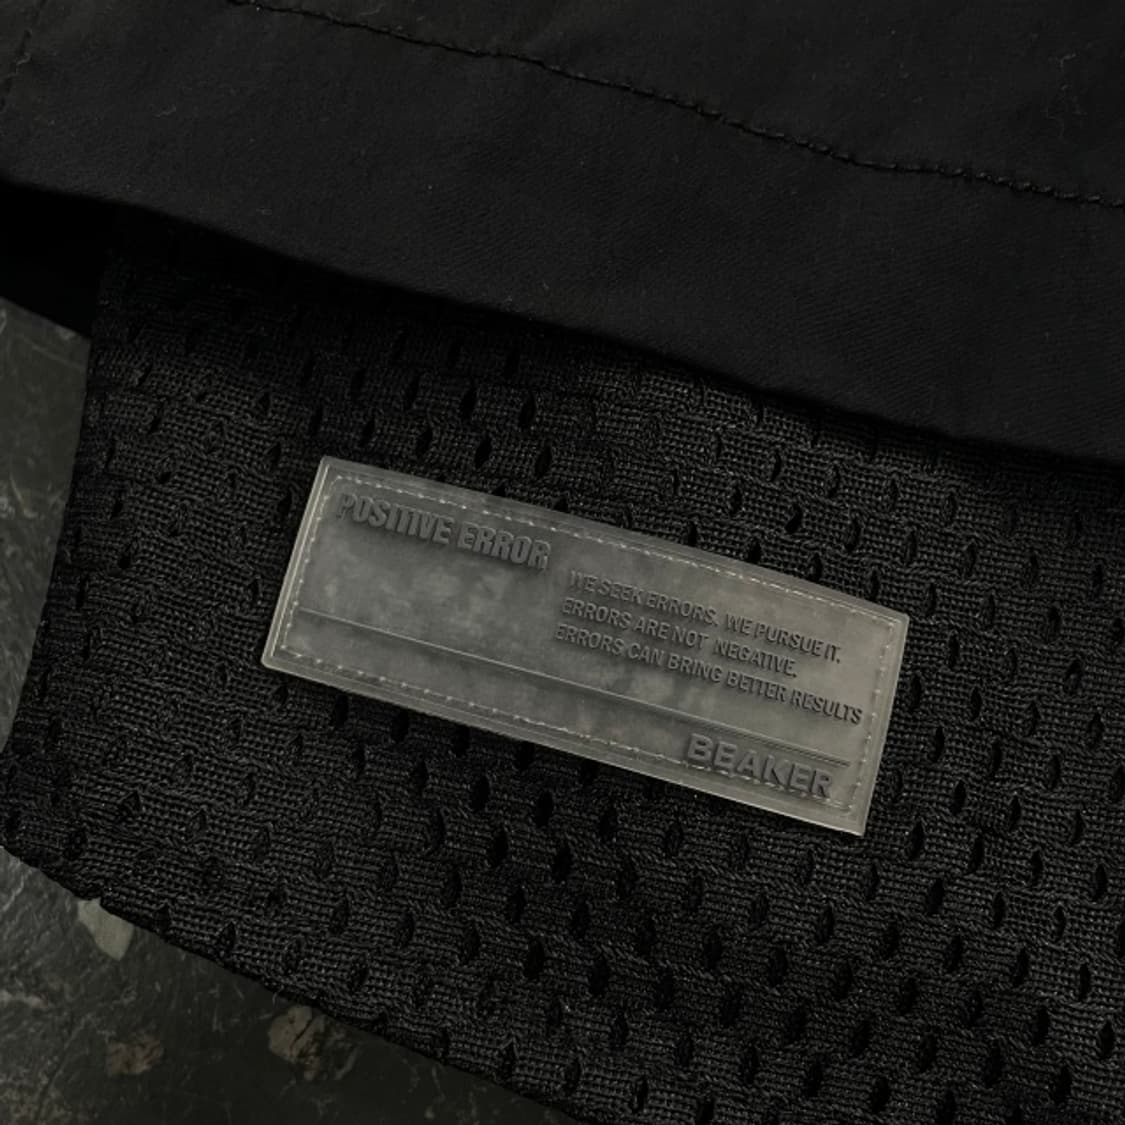 POSITIVE ERROR
WE SEEK ERRORS. WE PURSUE IT.
ERRORS ARE NOT NEGATIVE.
ERRORS CAN BRING BETTER RESULTS
BEAKER